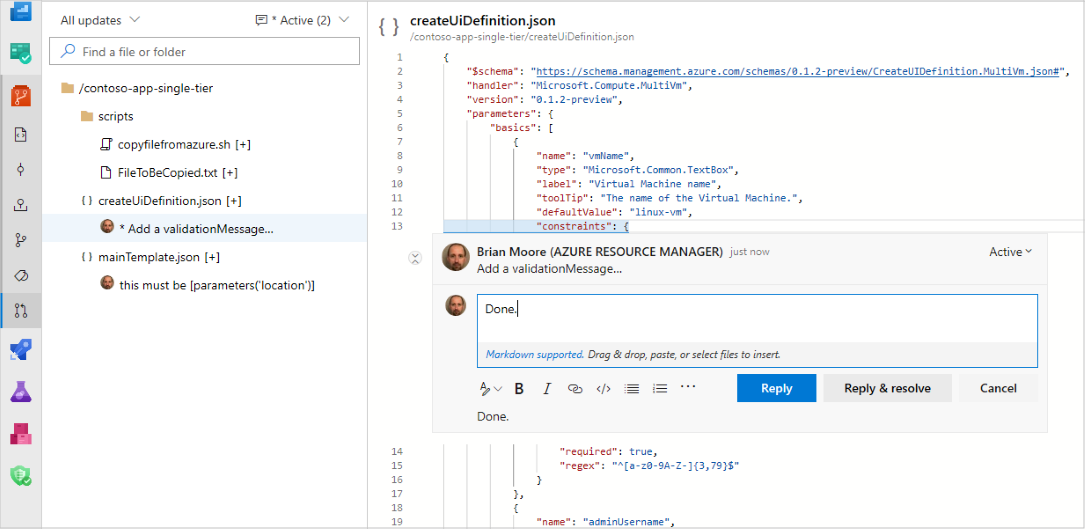 All updates
* Active (2)
Find a file or folder
/contoso-app-single-tier
scripts
copyfilefromazure.sh [+]
FileToBeCopied.txt [+]
{ } createUiDefinition.json [+]
* Add a validationMessage...
{ } mainTemplate.json [+]
this must be [parameters('location')]
{ } createUiDefinition.json
/contoso-app-single-tier/createUiDefinition.json
1 {
2 "$schema": "https://schema.management.azure.com/schemas/0.1.2-preview/CreateUIDefinition.MultiVm.json#",
3 "handler": "Microsoft.Compute.MultiVm",
4 "version": "0.1.2-preview",
5 "parameters": {
6 "basics": [
7 {
8 "name": "vmName",
9 "type": "Microsoft.Common.TextBox",
10 "label": "Virtual Machine name",
11 "toolTip": "The name of the Virtual Machine.",
12 "defaultValue": "linux-vm",
13 "constraints": {
Brian Moore (AZURE RESOURCE MANAGER) just now
Active
Add a validationMessage...
Done.
Markdown supported. Drag & drop, paste, or select files to insert.
B I </> ...
Reply
Reply & resolve
Cancel
Done.
14 "required": true,
15 "regex": "^[a-z0-9A-Z-]{3,79}$"
16 }
17 },
18 {
19 "name": "adminUsername",